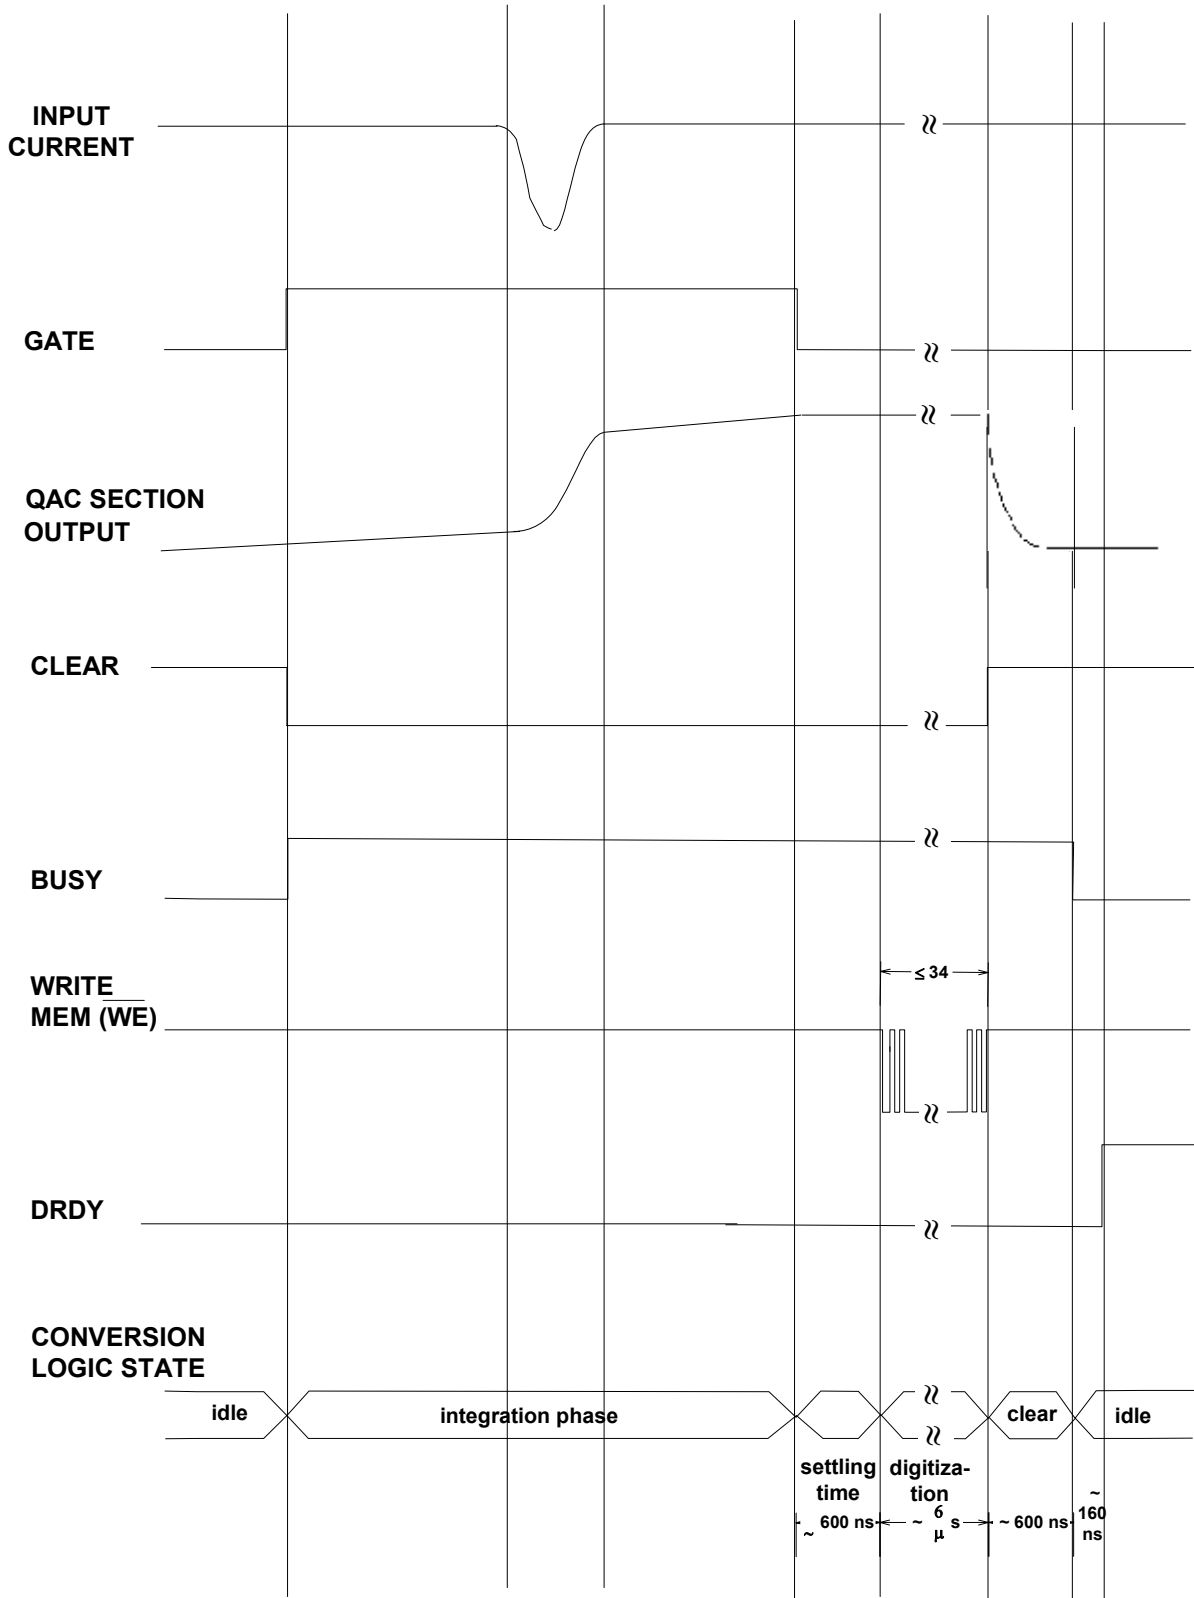 INPUT
CURRENT
GATE
QAC SECTION
OUTPUT
CLEAR
BUSY
WRITE
MEM (WE)
≤ 34
DRDY
CONVERSION
LOGIC STATE
idle
integration phase
clear
idle
settling
time
~ 600 ns
digitiza-
tion
~ 6 μ s
~ 600 ns
~
160
ns